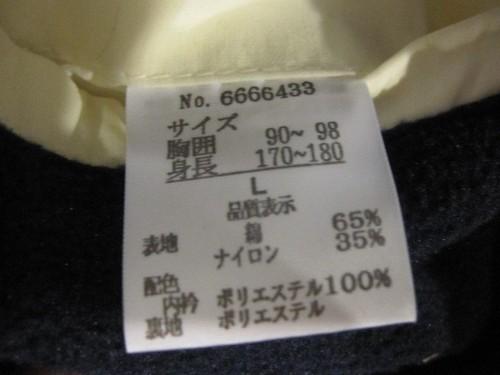 No. 6666433
サイズ
胸囲 90~ 98
身長 170~180
L
品質表示
表地 綿 65%
ナイロン 35%
配色
内衿 ポリエステル100%
裏地 ポリエステル